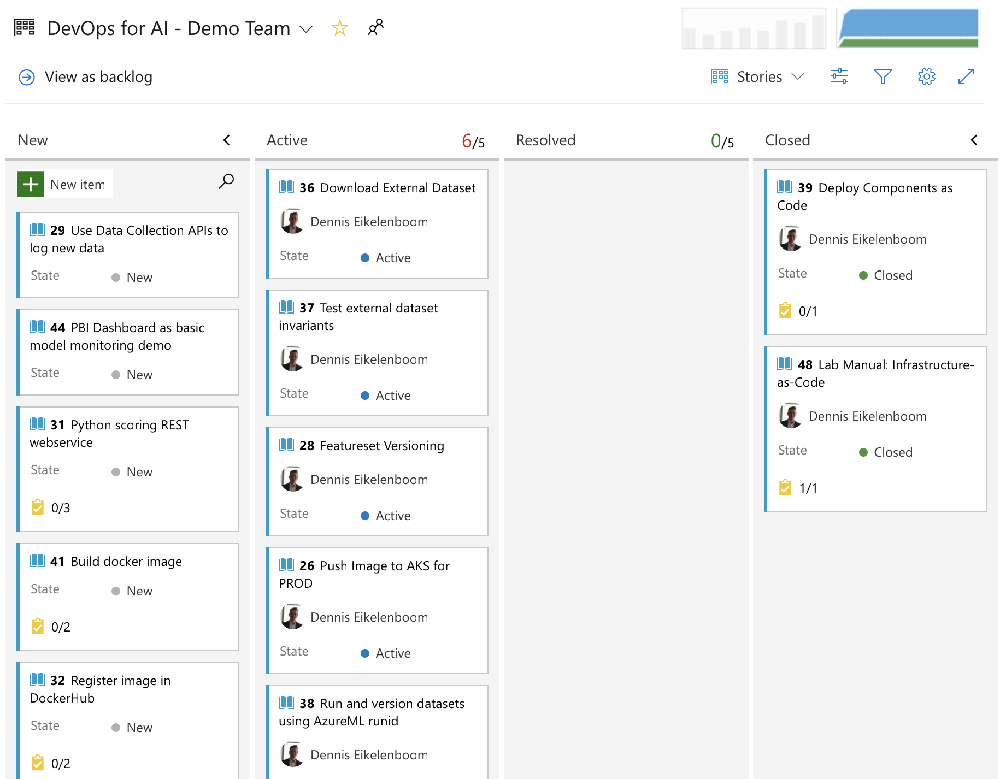 DevOps for AI - Demo Team
View as backlog
Stories
New
Active
6/5
Resolved
0/5
Closed
New item
29 Use Data Collection APIs to
log new data
State
New
44 PBI Dashboard as basic
model monitoring demo
State
New
31 Python scoring REST
webservice
State
New
0/3
41 Build docker image
State
New
0/2
32 Register image in
DockerHub
State
New
0/2
36 Download External Dataset
Dennis Eikelenboom
State
Active
37 Test external dataset
invariants
Dennis Eikelenboom
State
Active
28 Featureset Versioning
Dennis Eikelenboom
State
Active
26 Push Image to AKS for
PROD
Dennis Eikelenboom
State
Active
38 Run and version datasets
using AzureML runid
Dennis Eikelenboom
39 Deploy Components as
Code
Dennis Eikelenboom
State
Closed
0/1
48 Lab Manual: Infrastructure-
as-Code
Dennis Eikelenboom
State
Closed
1/1